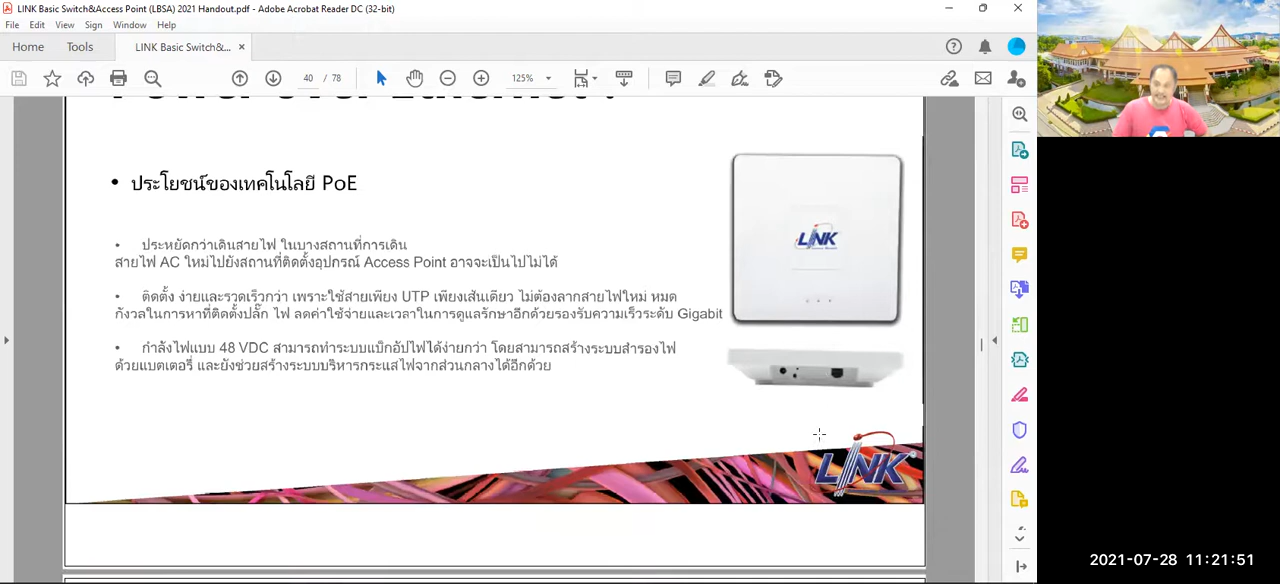 LINK Basic Switch&Access Point (LBSA) 2021 Handout.pdf - Adobe Acrobat Reader DC (32-bit)
File Edit View Sign Window Help
Home Tools LINK Basic Switch&... ×
40 / 78 125%
Power over Ethernet ?
• ประโยชน์ของเทคโนโลยี PoE
• ประหยัดกว่าเดินสายไฟ ในบางสถานที่การเดิน
สายไฟ AC ใหม่ไปยังสถานที่ติดตั้งอุปกรณ์ Access Point อาจจะเป็นไปไม่ได้
• ติดตั้ง ง่ายและรวดเร็วกว่า เพราะใช้สายเพียง UTP เพียงเส้นเดียว ไม่ต้องลากสายไฟใหม่ หมด
กังวลในการหาที่ติดตั้งปลั๊ก ไฟ ลดค่าใช้จ่ายและเวลาในการดูแลรักษาอีกด้วยรองรับความเร็วระดับ Gigabit
• กำลังไฟแบบ 48 VDC สามารถทำระบบแบ็กอัปไฟได้ง่ายกว่า โดยสามารถสร้างระบบสำรองไฟ
ด้วยแบตเตอรี่ และยังช่วยสร้างระบบบริหารกระแสไฟจากส่วนกลางได้อีกด้วย
LINK
LINK
2021-07-28 11:21:51